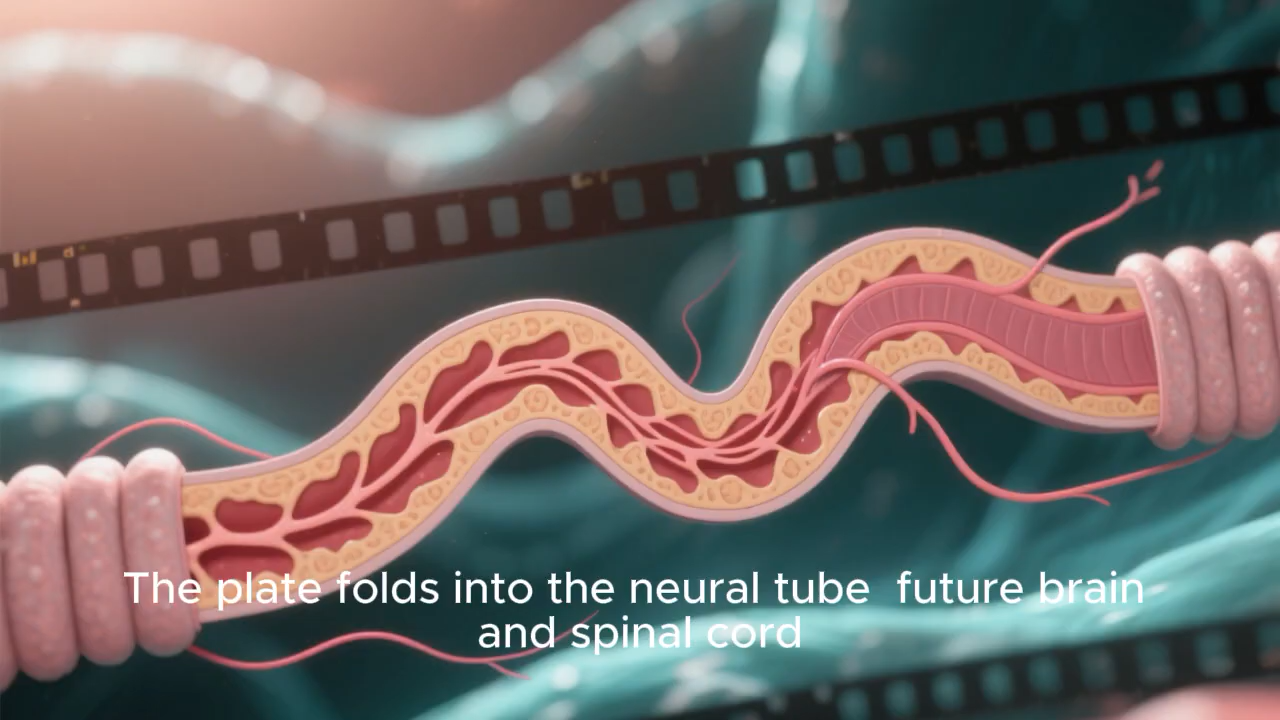 The plate folds into the neural tube  future brain
and spinal cord